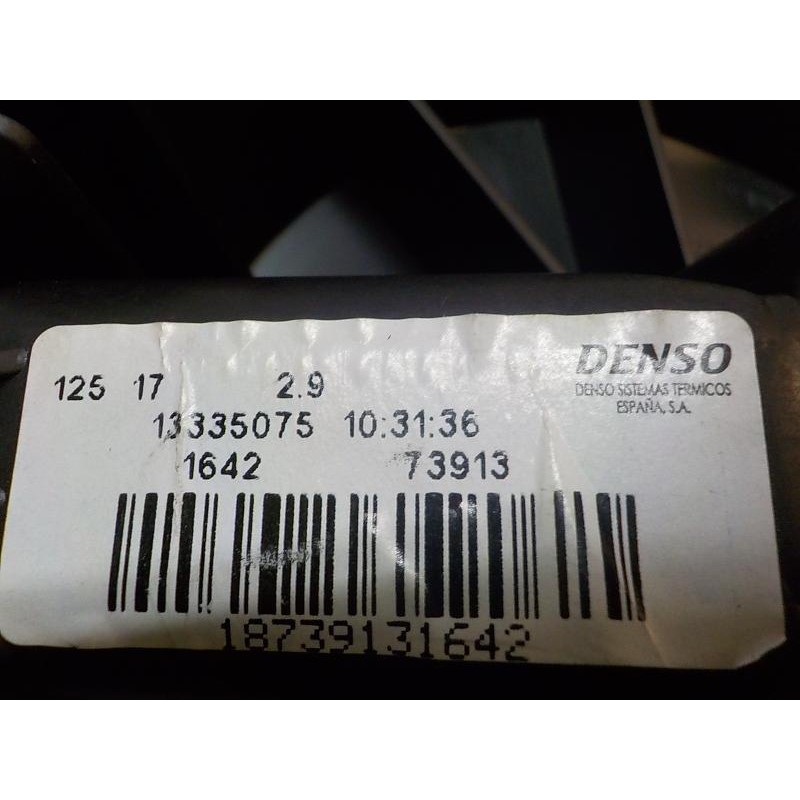 DENSO
DENSO SISTEMAS TERMICOS
ESPAÑA, S.A.
125 17 2.9
13335075 10:31:36
1642 73913
18739131642